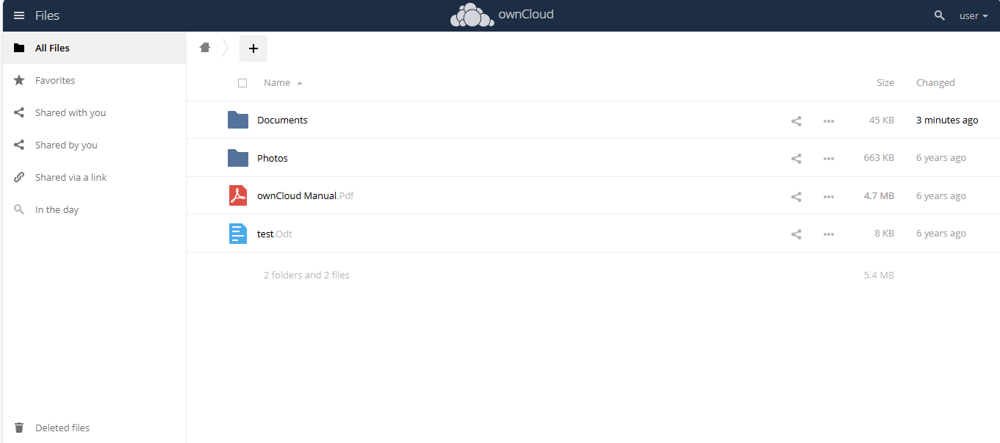 Files
ownCloud
user
All Files
Favorites
Shared with you
Shared by you
Shared via a link
In the day
Deleted files
Name Size Changed
Documents 45 KB 3 minutes ago
Photos 663 KB 6 years ago
ownCloud Manual.Pdf 4.7 MB 6 years ago
test.Odt 8 KB 6 years ago
2 folders and 2 files 5.4 MB